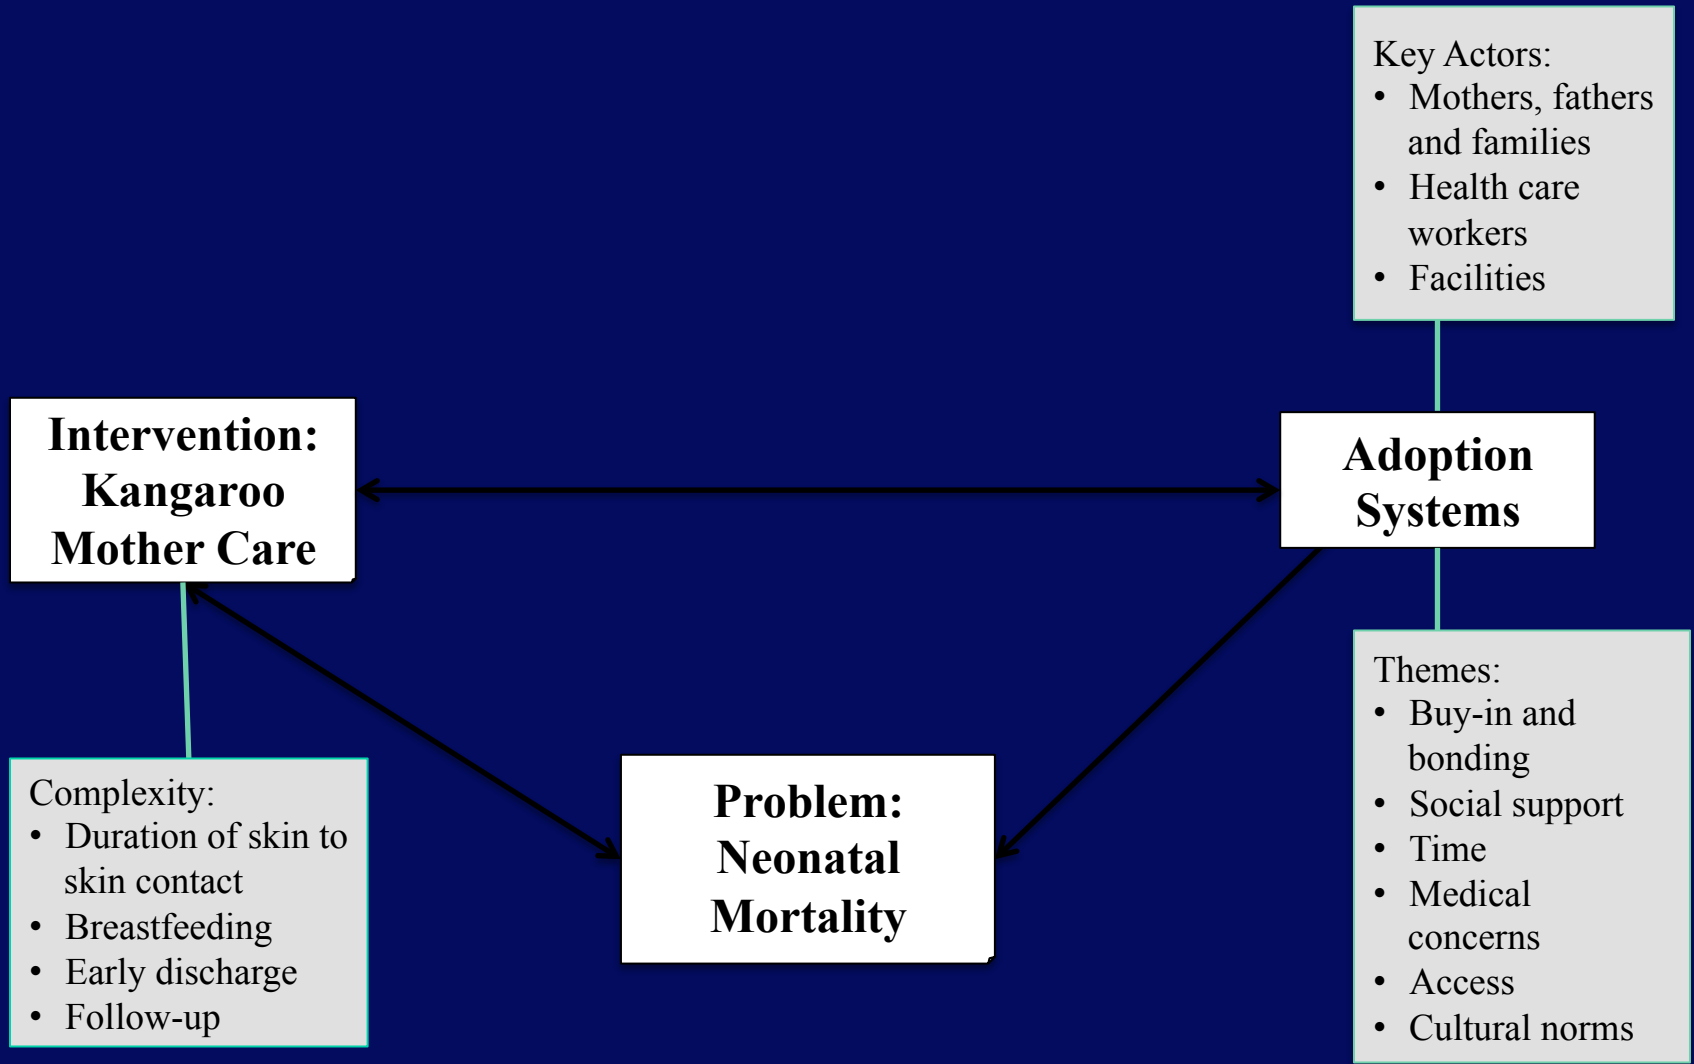 Key Actors:
• Mothers, fathers
and families
• Health care
workers
• Facilities
Intervention:
Kangaroo
Mother Care
Adoption
Systems
Complexity:
• Duration of skin to
skin contact
• Breastfeeding
• Early discharge
• Follow-up
Problem:
Neonatal
Mortality
Themes:
• Buy-in and
bonding
• Social support
• Time
• Medical
concerns
• Access
• Cultural norms